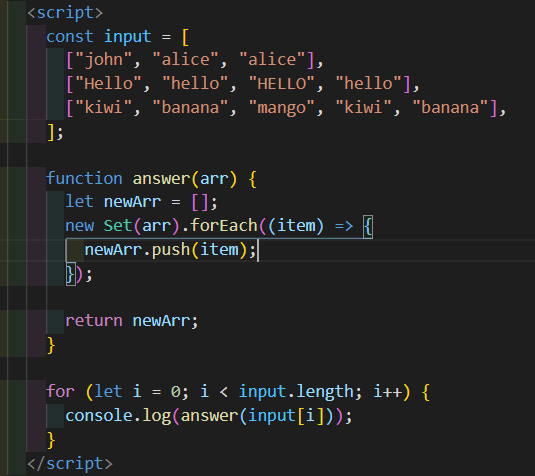 <script>
const input = [
["john", "alice", "alice"],
["Hello", "hello", "HELLO", "hello"],
["kiwi", "banana", "mango", "kiwi", "banana"],
];
function answer(arr) {
let newArr = [];
new Set(arr).forEach((item) => {
newArr.push(item);
});
return newArr;
}
for (let i = 0; i < input.length; i++) {
console.log(answer(input[i]));
}
</script>